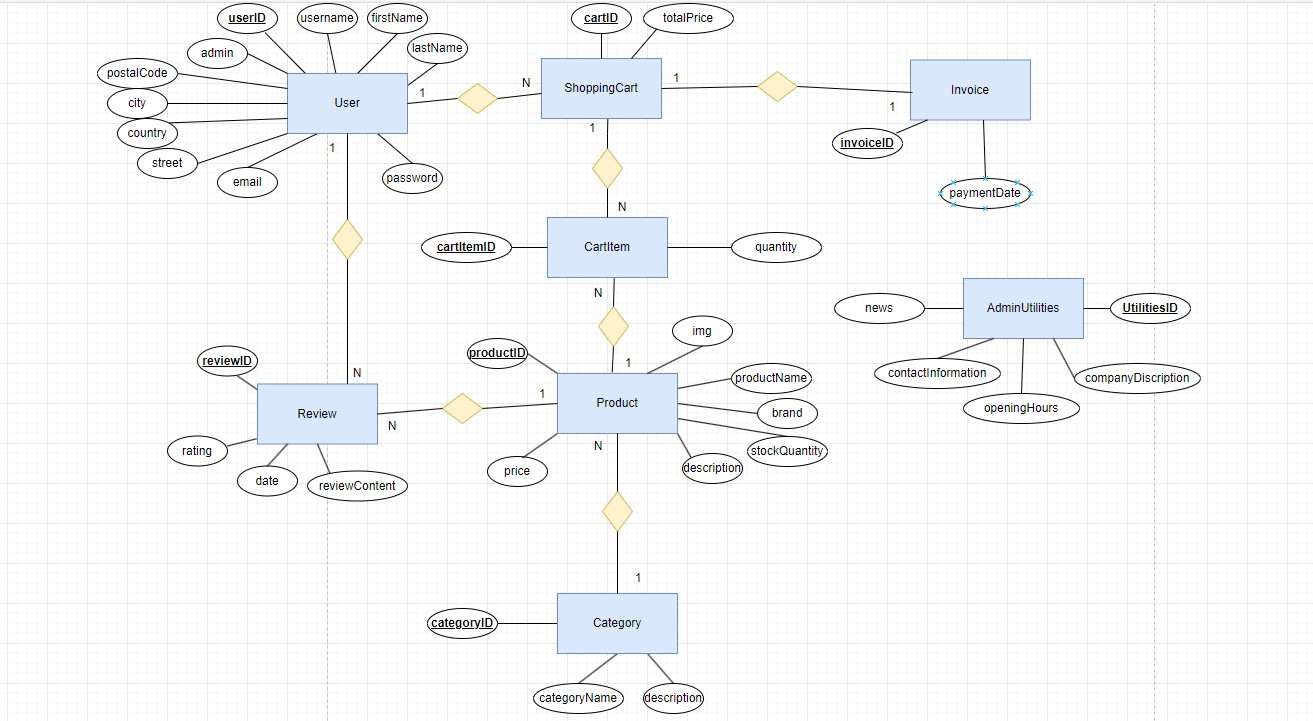 userID
username
firstName
cartID
totalPrice
admin
lastName
postalCode
city
User
1
N
ShoppingCart
1
Invoice
1
country
street
email
1
password
1
invoiceID
paymentDate
N
cartItemID
CartItem
quantity
N
news
AdminUtilities
UtilitiesID
img
contactInformation
companyDiscription
openingHours
reviewID
N
productID
1
productName
Review
N
1
Product
brand
stockQuantity
rating
date
reviewContent
price
N
description
1
categoryID
Category
categoryName
description